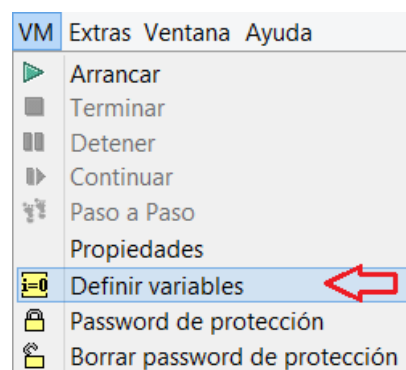 VM Extras Ventana Ayuda
Arrancar
Terminar
Detener
Continuar
Paso a Paso
Propiedades
i=0 Definir variables
Password de protección
Borrar password de protección